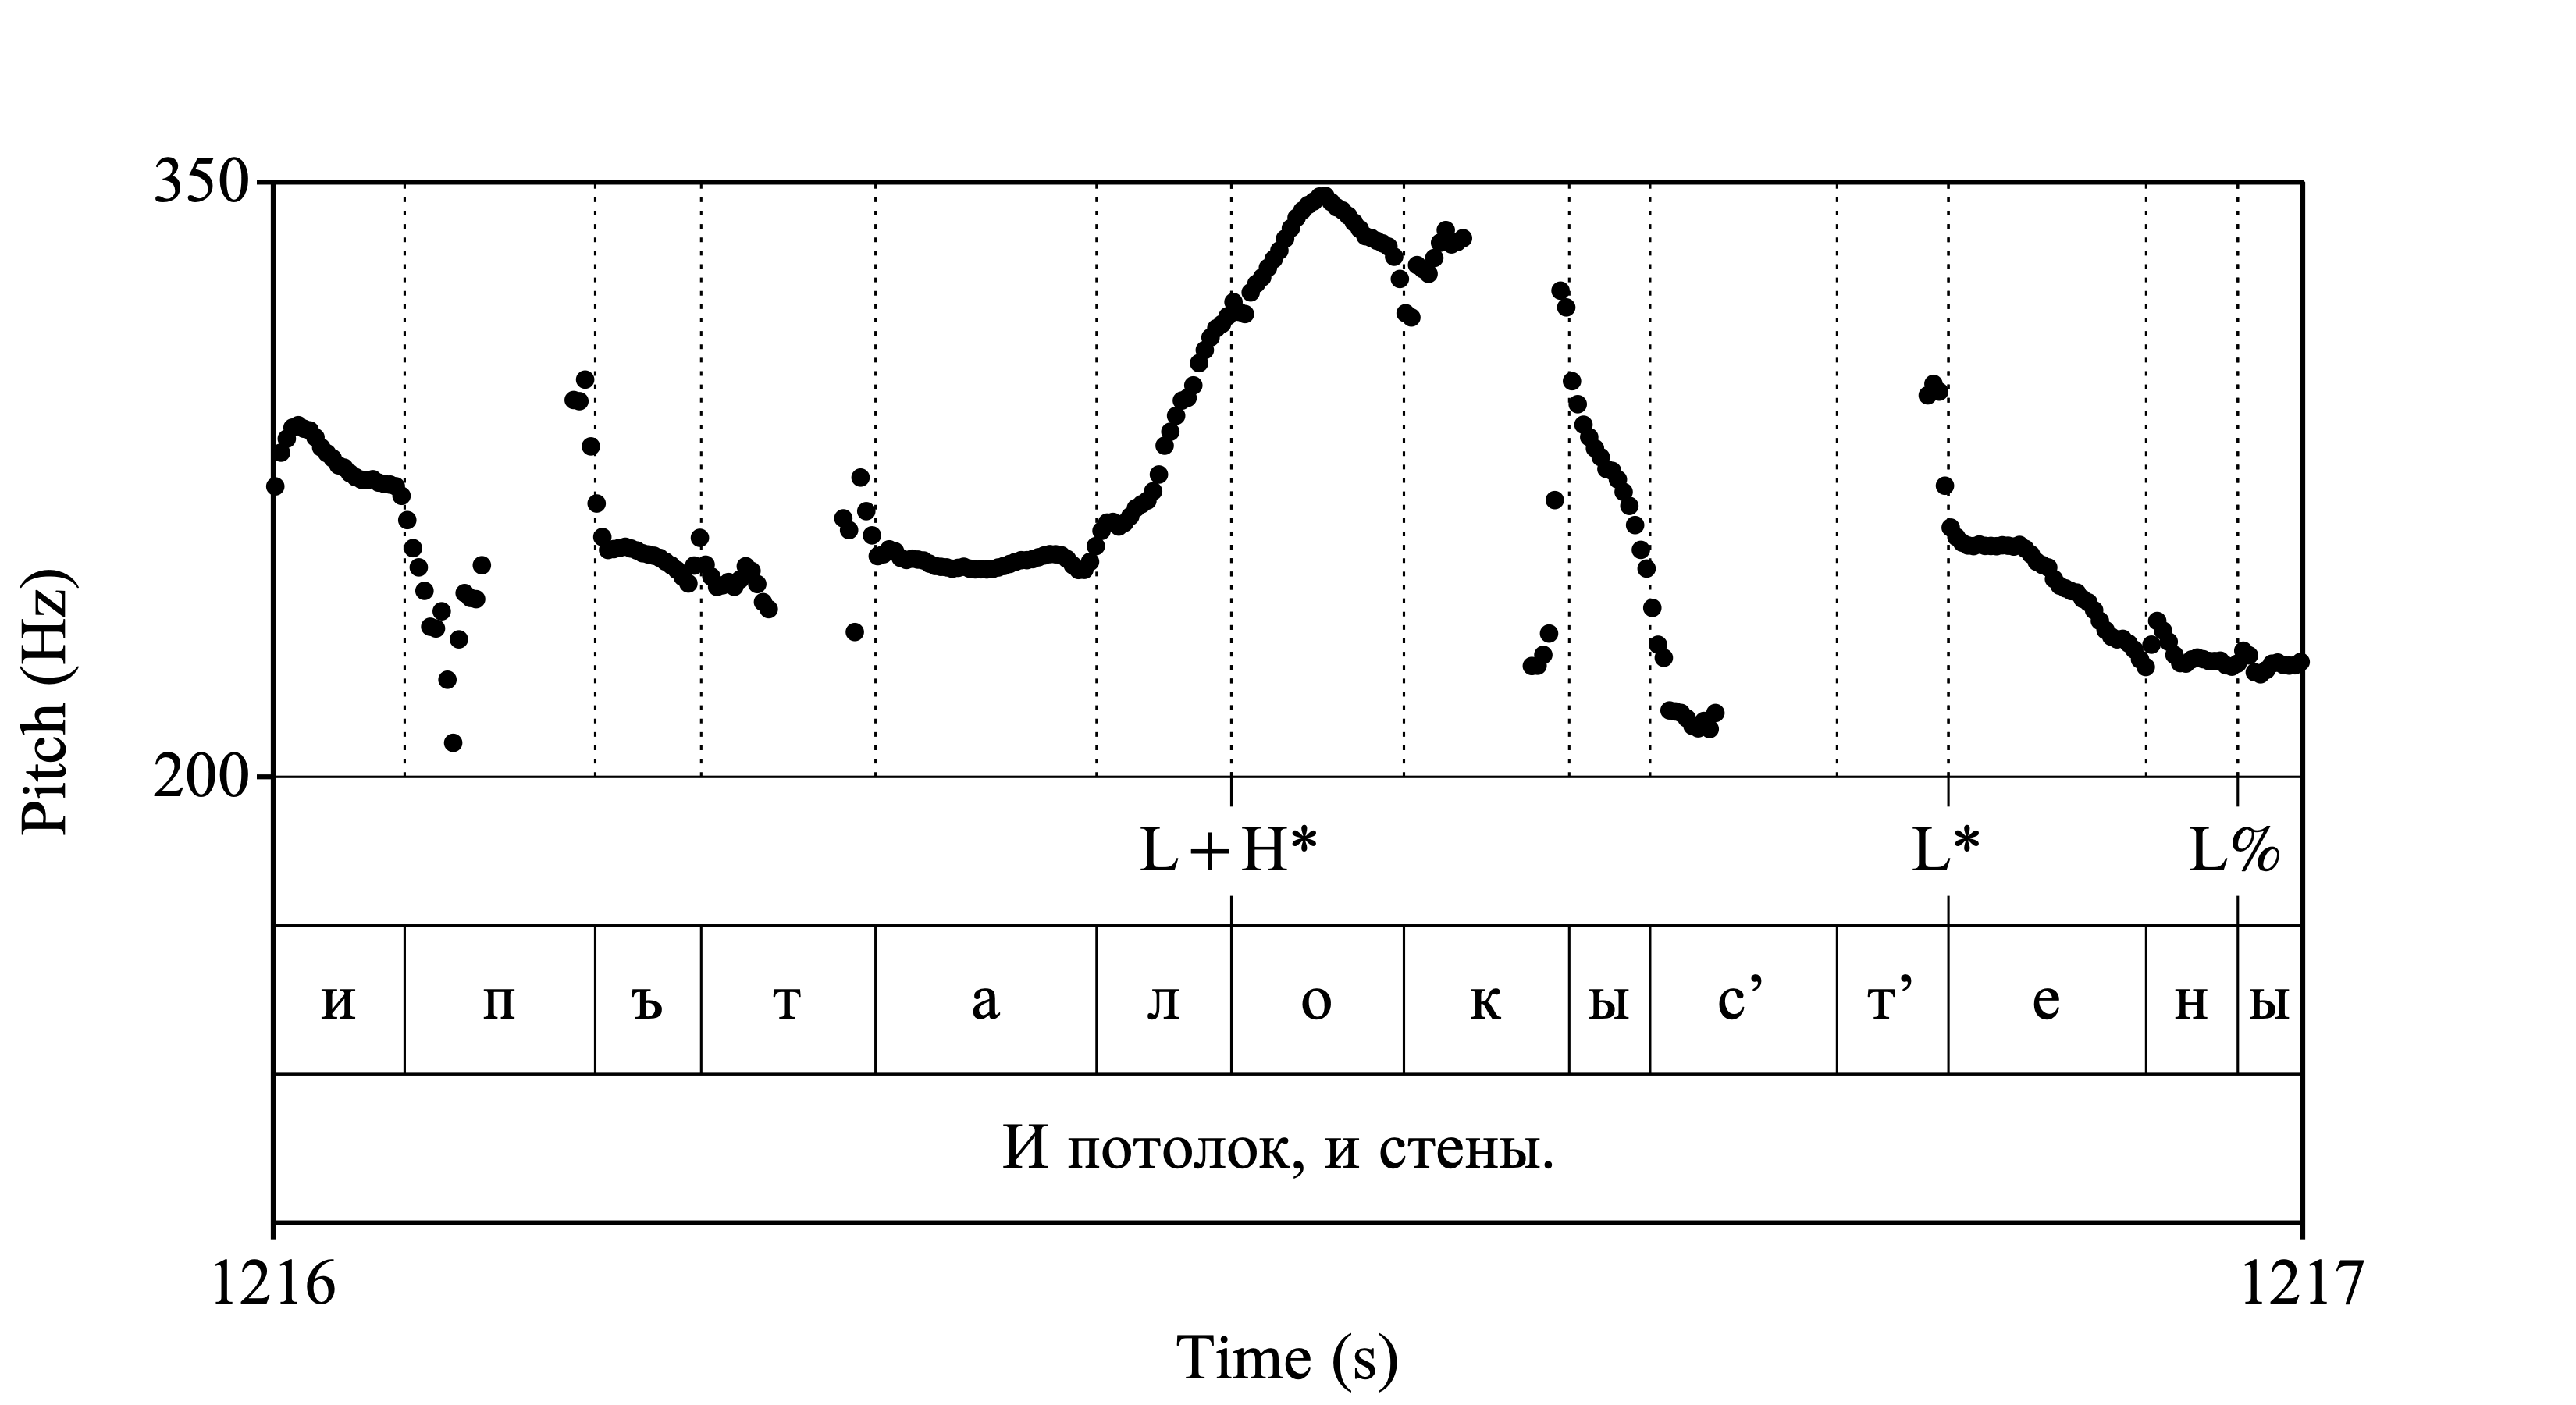 350
200
Pitch (Hz)
L+H* L* L%
и п ъ т а л о к ы с’ т’ е н ы
И потолок, и стены.
1216 1217
Time (s)